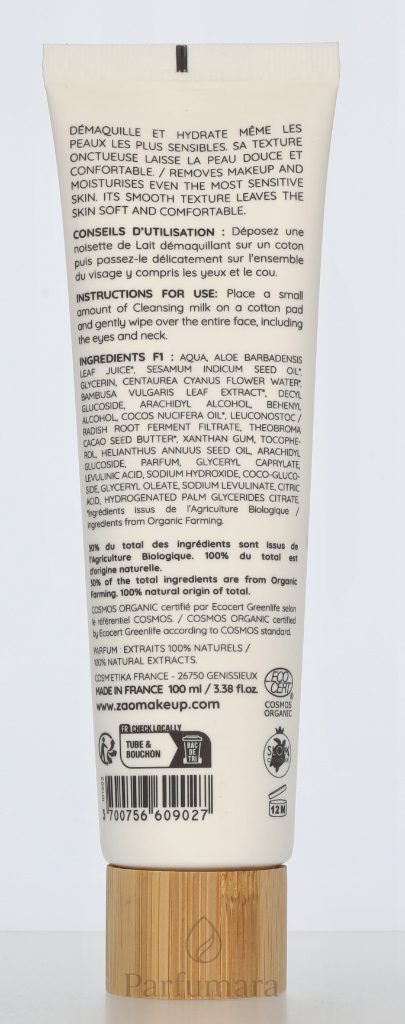 DÉMAQUILLE ET HYDRATE MÊME LES
PEAUX LES PLUS SENSIBLES. SA TEXTURE
ONCTUEUSE LAISSE LA PEAU DOUCE ET
CONFORTABLE. / REMOVES MAKEUP AND
MOISTURISES EVEN THE MOST SENSITIVE
SKIN. ITS SMOOTH TEXTURE LEAVES THE
SKIN SOFT AND COMFORTABLE.
CONSEILS D'UTILISATION : Déposez une
noisette de Lait démaquillant sur un coton
puis passez-le délicatement sur l'ensemble
du visage y compris les yeux et le cou.
INSTRUCTIONS FOR USE: Place a small
amount of Cleansing milk on a cotton pad
and gently wipe over the entire face, including
the eyes and neck.
INGREDIENTS F1 : AQUA, ALOE BARBADENSIS
LEAF JUICE*, SESAMUM INDICUM SEED OIL*,
GLYCERIN, CENTAUREA CYANUS FLOWER WATER*,
BAMBUSA VULGARIS LEAF EXTRACT*, DECYL
GLUCOSIDE, ARACHIDYL ALCOHOL, BEHENYL
ALCOHOL, COCOS NUCIFERA OIL*, LEUCONOSTOC /
RADISH ROOT FERMENT FILTRATE, THEOBROMA
CACAO SEED BUTTER*, XANTHAN GUM, TOCOPHE-
ROL, HELIANTHUS ANNUUS SEED OIL, ARACHIDYL
GLUCOSIDE, PARFUM, GLYCERYL CAPRYLATE,
LEVULINIC ACID, SODIUM HYDROXIDE, COCO-GLUCO-
SIDE, GLYCERYL OLEATE, SODIUM LEVULINATE, CITRIC
ACID, HYDROGENATED PALM GLYCERIDES CITRATE.
*Ingrédients issus de l'Agriculture Biologique /
Ingredients from Organic Farming.
30% du total des ingrédients sont issus de
l'Agriculture Biologique. 100% du total est
d'origine naturelle.
30% of the total ingredients are from Organic
Farming. 100% natural origin of total.
COSMOS ORGANIC certifié par Ecocert Greenlife selon
le référentiel COSMOS. / COSMOS ORGANIC certified
by Ecocert Greenlife according to COSMOS standard.
PARFUM : EXTRAITS 100% NATURELS /
100% NATURAL EXTRACTS.
COSM'ETIKA FRANCE - 26750 GENISSIEUX
MADE IN FRANCE 100 ml / 3.38 fl.oz.
www.zaomakeup.com
ECO
CERT
COSMOS
ORGANIC
FR CHECK LOCALLY
TUBE &
BOUCHON
BAC
DE
TRI
12M
3 700756 609027
Parfumara